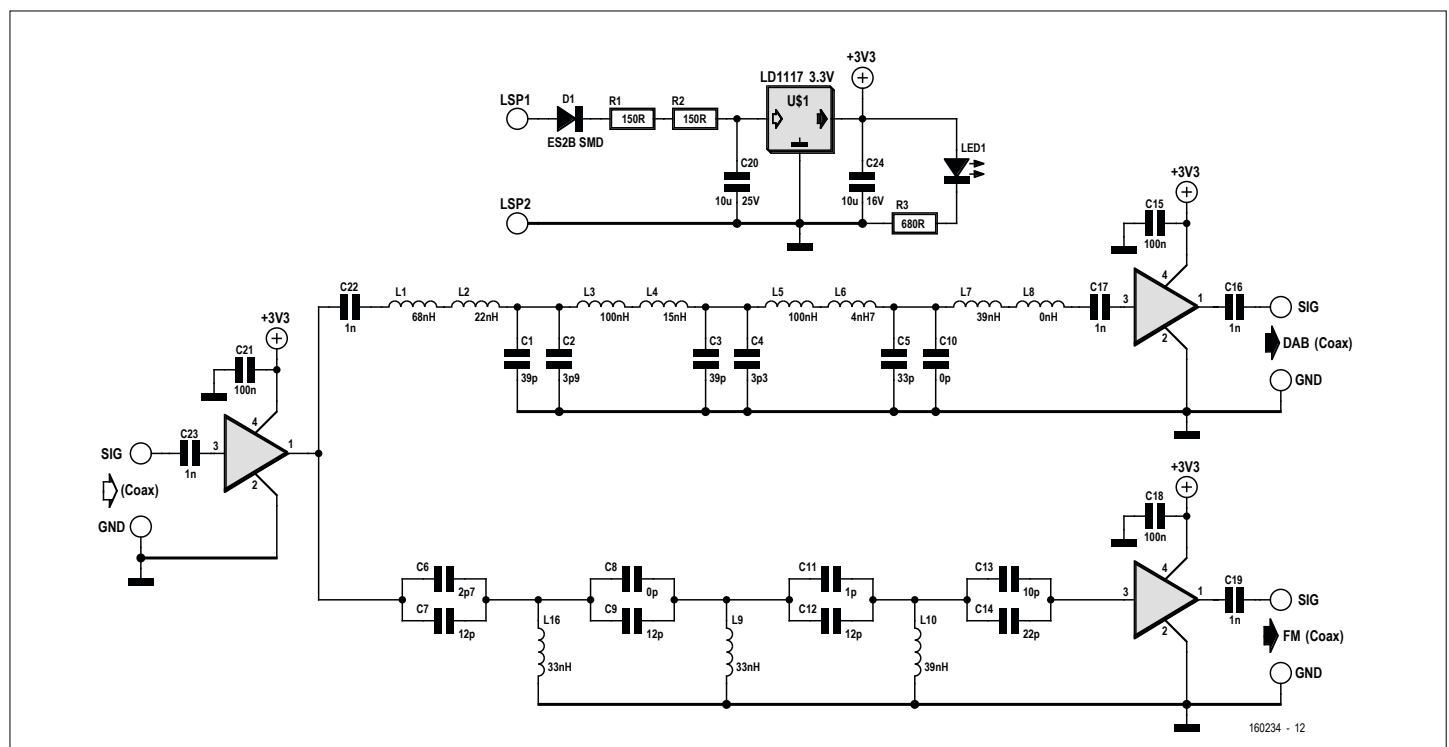 +3V3
LD1117 3.3V
LSP1
D1
R1
R2
U$1
150R
150R
ES2B SMD
LED1
C20
C24
10u
25V
10u
16V
+3V3
LSP2
R3
680R
C15
100n
C22
L1
L2
L3
L4
L5
L6
L7
L8
C17
4
3
1
C16
SIG
1n
68nH
22nH
100nH
15nH
100nH
4nH7
39nH
0nH
1n
2
1n
DAB (Coax)
+3V3
C21
100n
C1
C2
C3
C4
C5
C10
39p
3p9
39p
3p3
33p
0p
GND
4
C23
SIG
3
1
1n
2
(Coax)
GND
+3V3
C18
100n
C6
2p7
C7
12p
C8
0p
C9
12p
C11
1p
C12
12p
C13
10p
C14
22p
4
3
1
2
C19
1n
SIG
FM (Coax)
L16
33nH
L9
33nH
L10
39nH
GND
160234 - 12